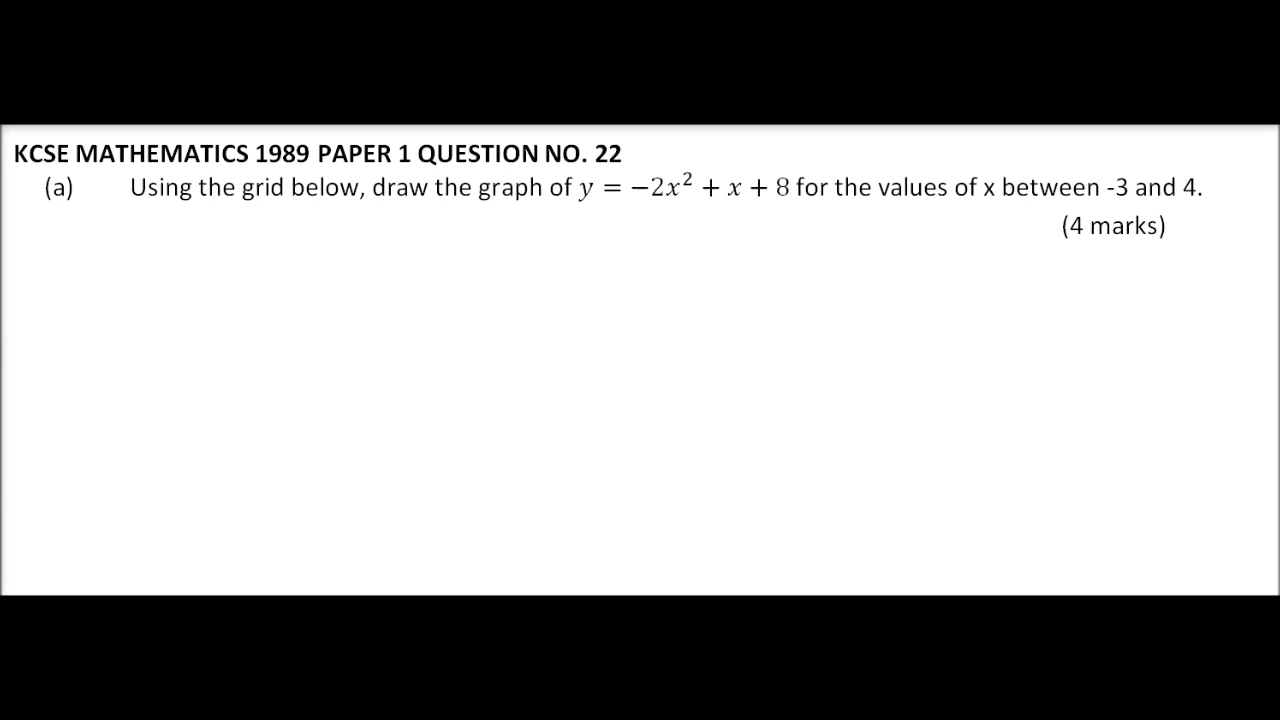 KCSE MATHEMATICS 1989 PAPER 1 QUESTION NO. 22
(a) Using the grid below, draw the graph of y = −2x² + x + 8 for the values of x between -3 and 4.
(4 marks)